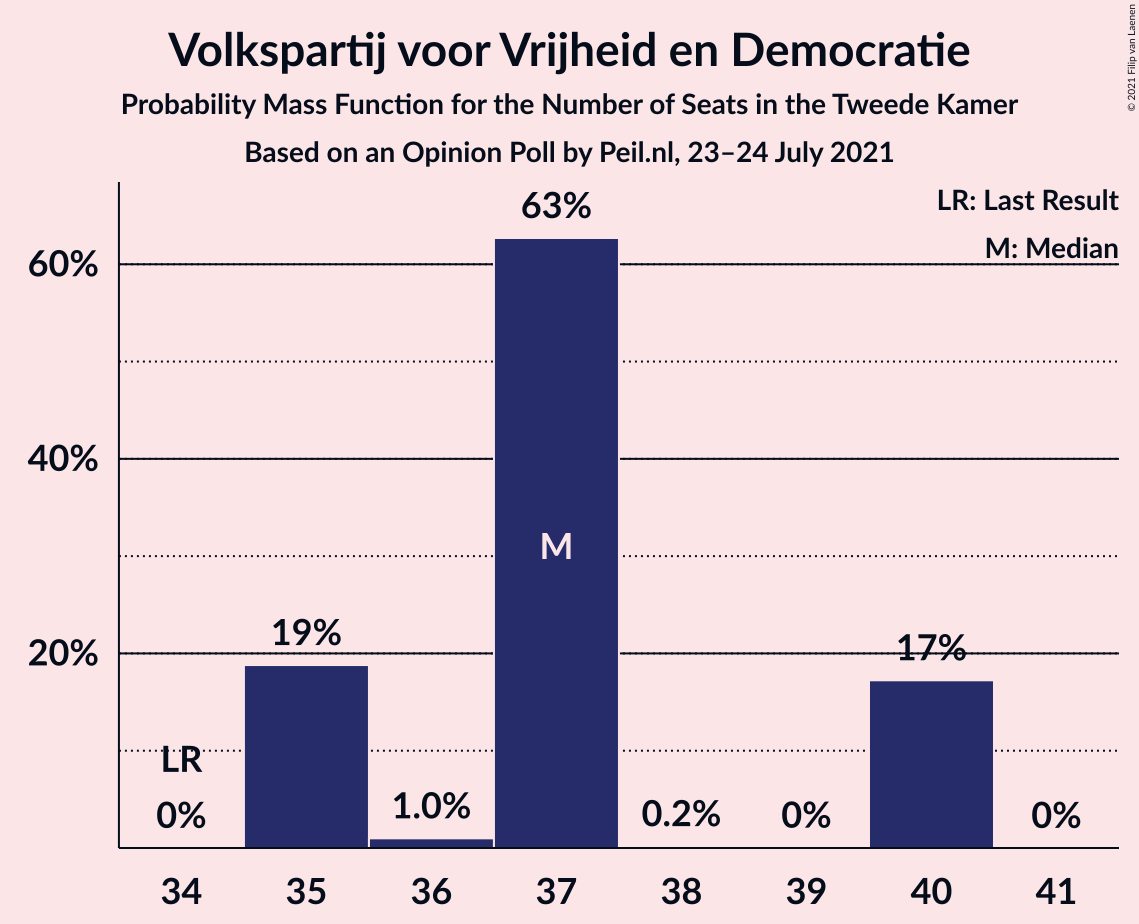 Volkspartij voor Vrijheid en Democratie
Probability Mass Function for the Number of Seats in the Tweede Kamer
Based on an Opinion Poll by Peil.nl, 23–24 July 2021
© 2021 Filip van Laenen
LR: Last Result
M: Median
60%
40%
20%
63%
M
19%
17%
LR
0%
1.0%
0.2%
0%
0%
34 35 36 37 38 39 40 41